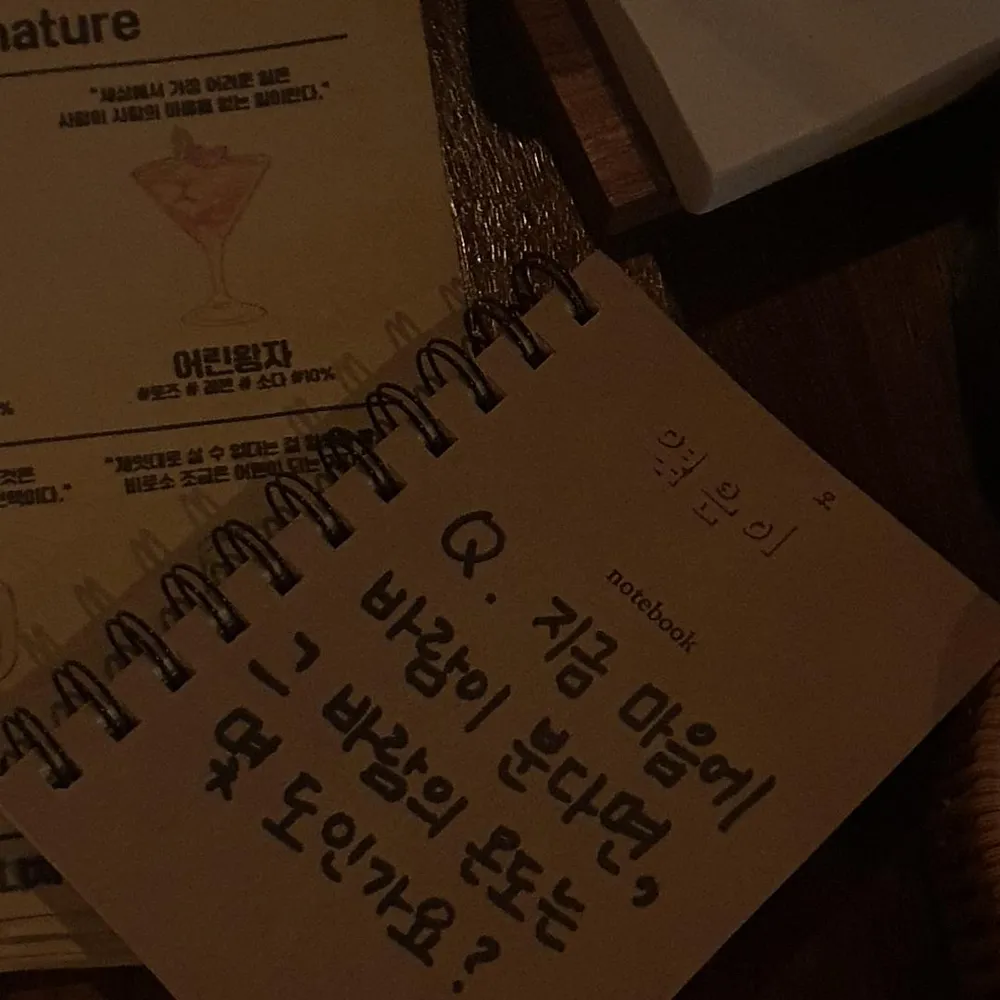 nature
"세상에서 가장 어려운 일은
사람이 사람의 마음을 얻는 일이란다."
어린왕자
#로즈 # 레몬 # 소다 #10%
%
것은
"제멋대로 살 수 없다는 걸
비로소 조금은 어른이 되는
notebook
Q. 지금 마음에
바람이 분다면,
그 바람의 온도는
몇 도인가요?